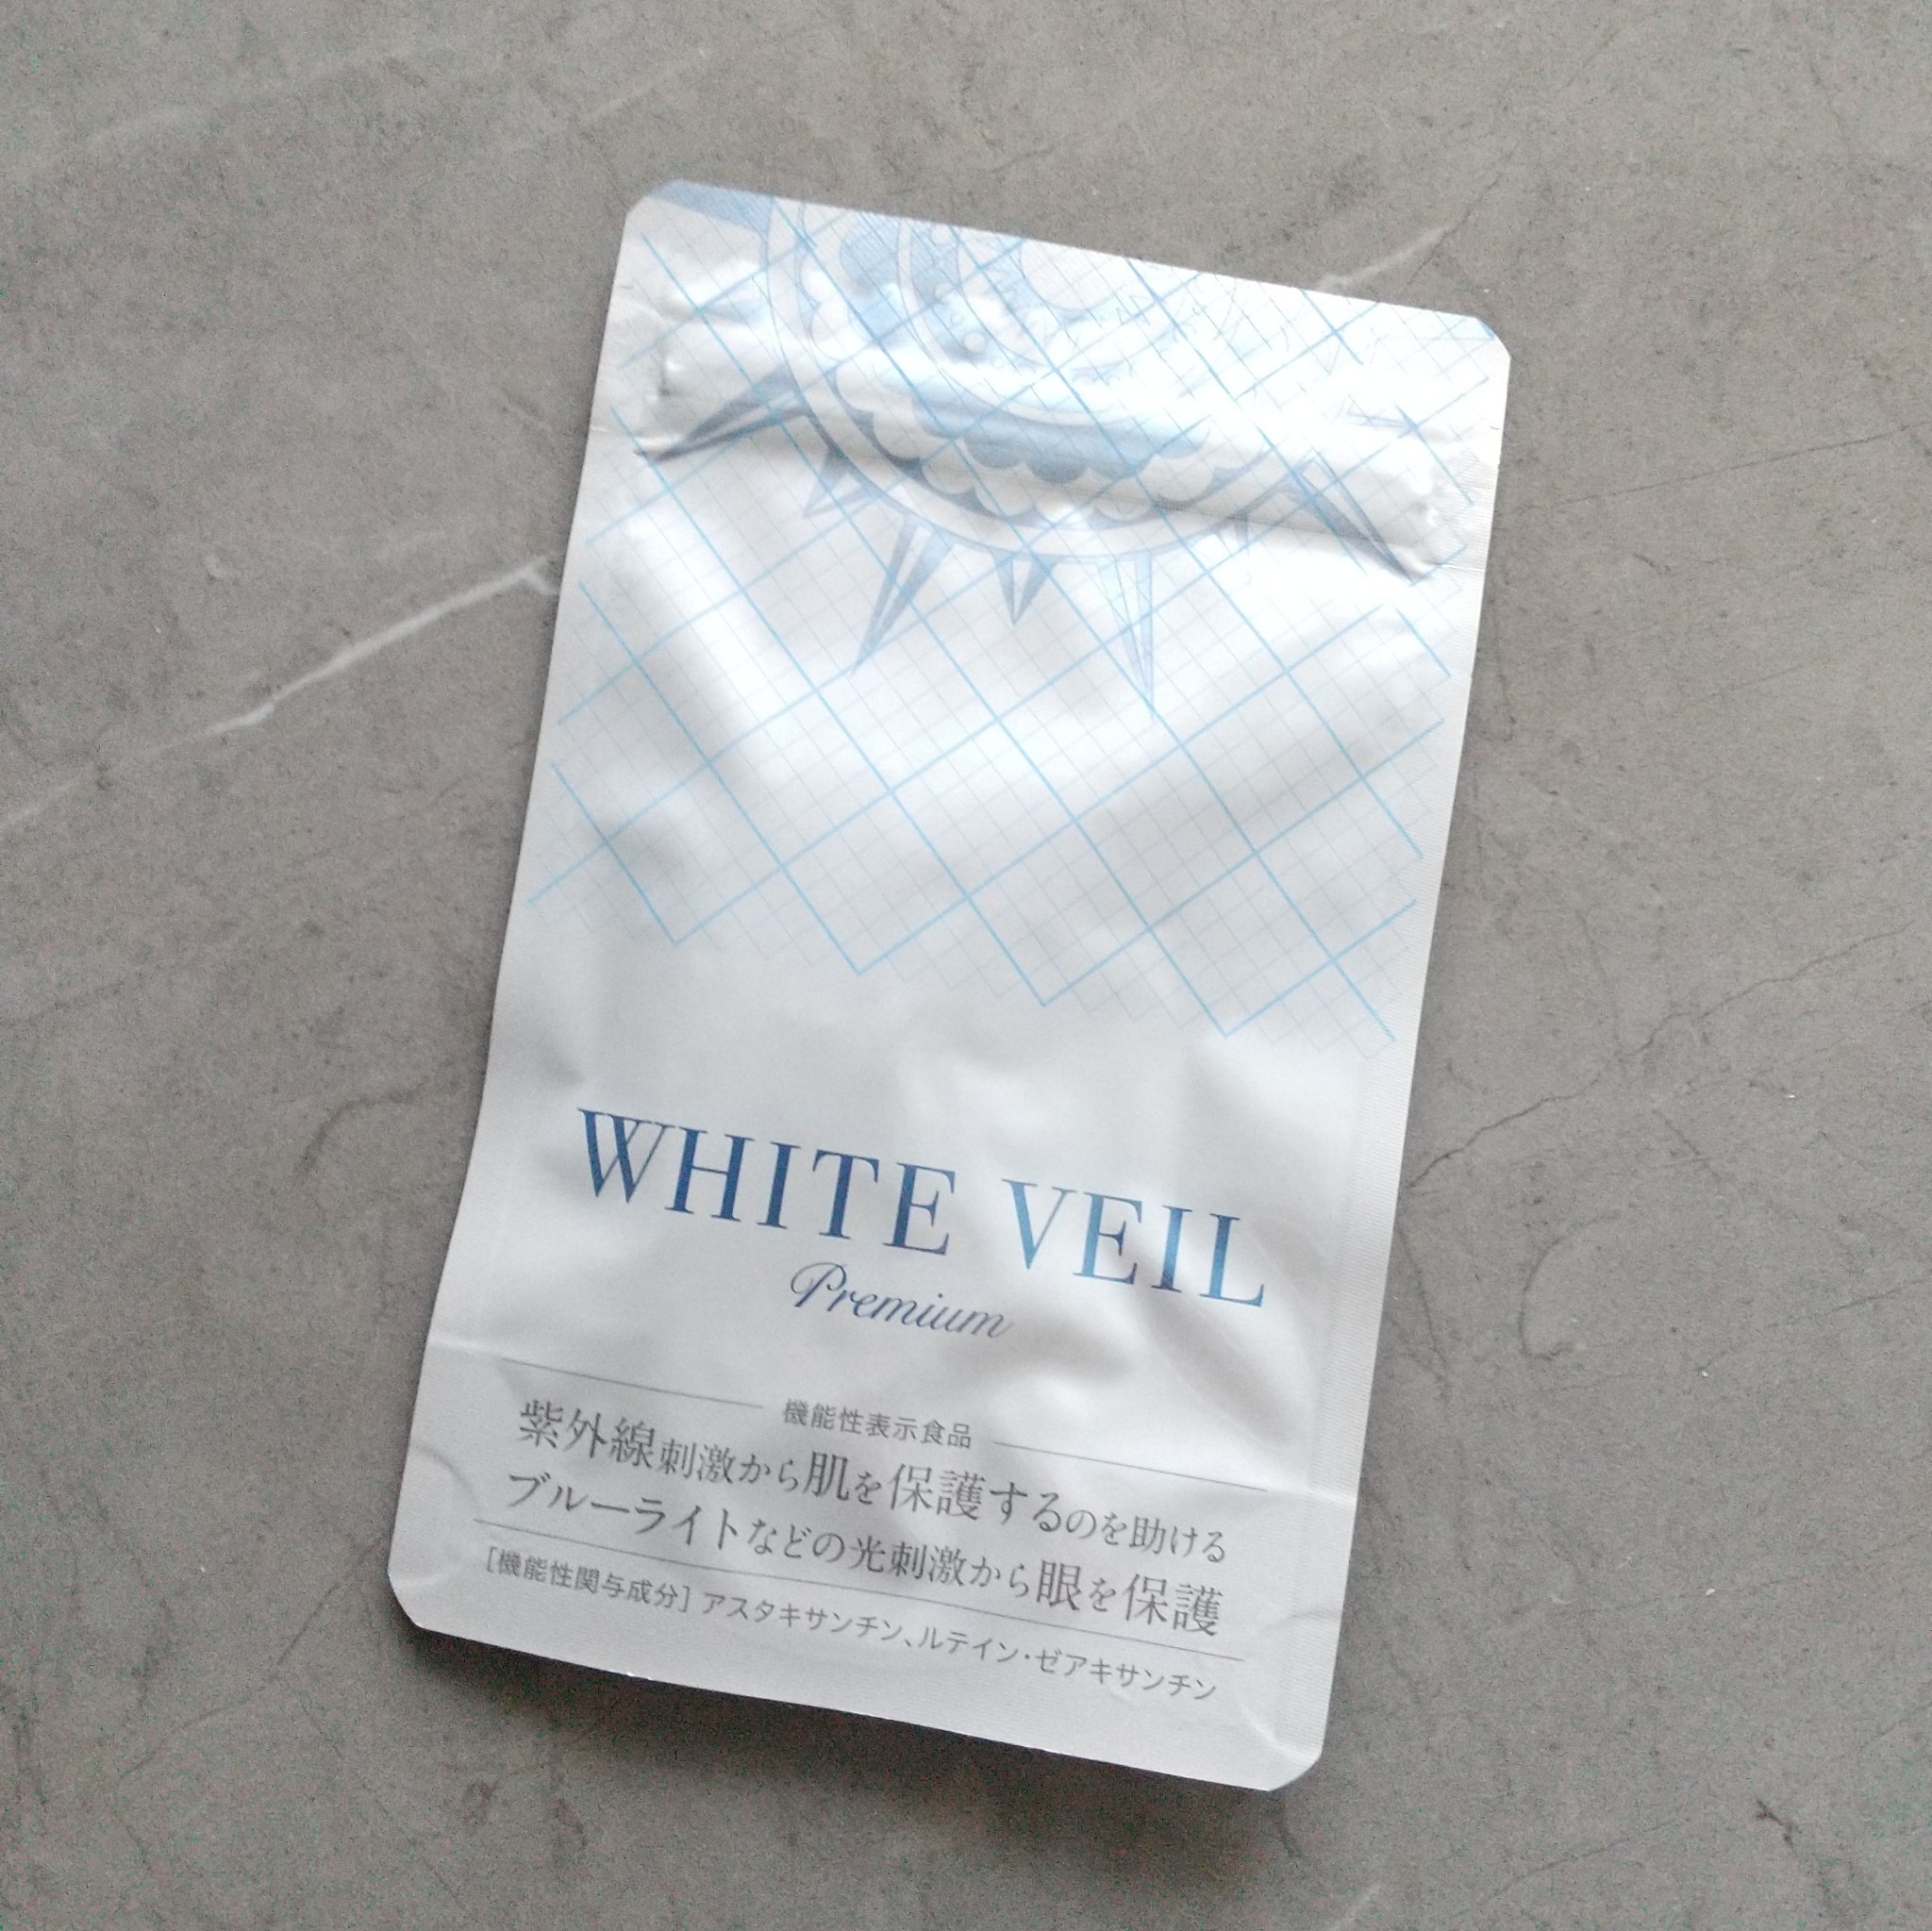 WHITE VEIL
Premium
機能性表示食品
紫外線刺激から肌を保護するのを助ける
ブルーライトなどの光刺激から眼を保護
[機能性関与成分] アスタキサンチン、ルテイン・ゼアキサンチン